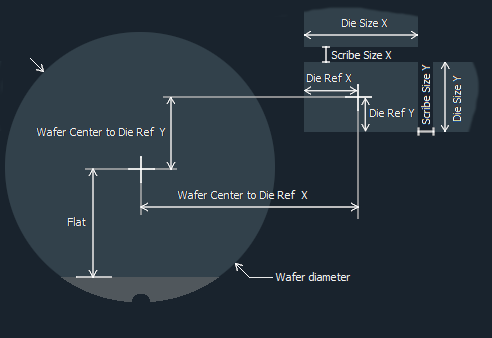 Die Size X
Scribe Size X
Die Ref X
Die Ref Y
Scribe Size Y
Die Size Y
Wafer Center to Die Ref Y
Wafer Center to Die Ref X
Flat
Wafer diameter